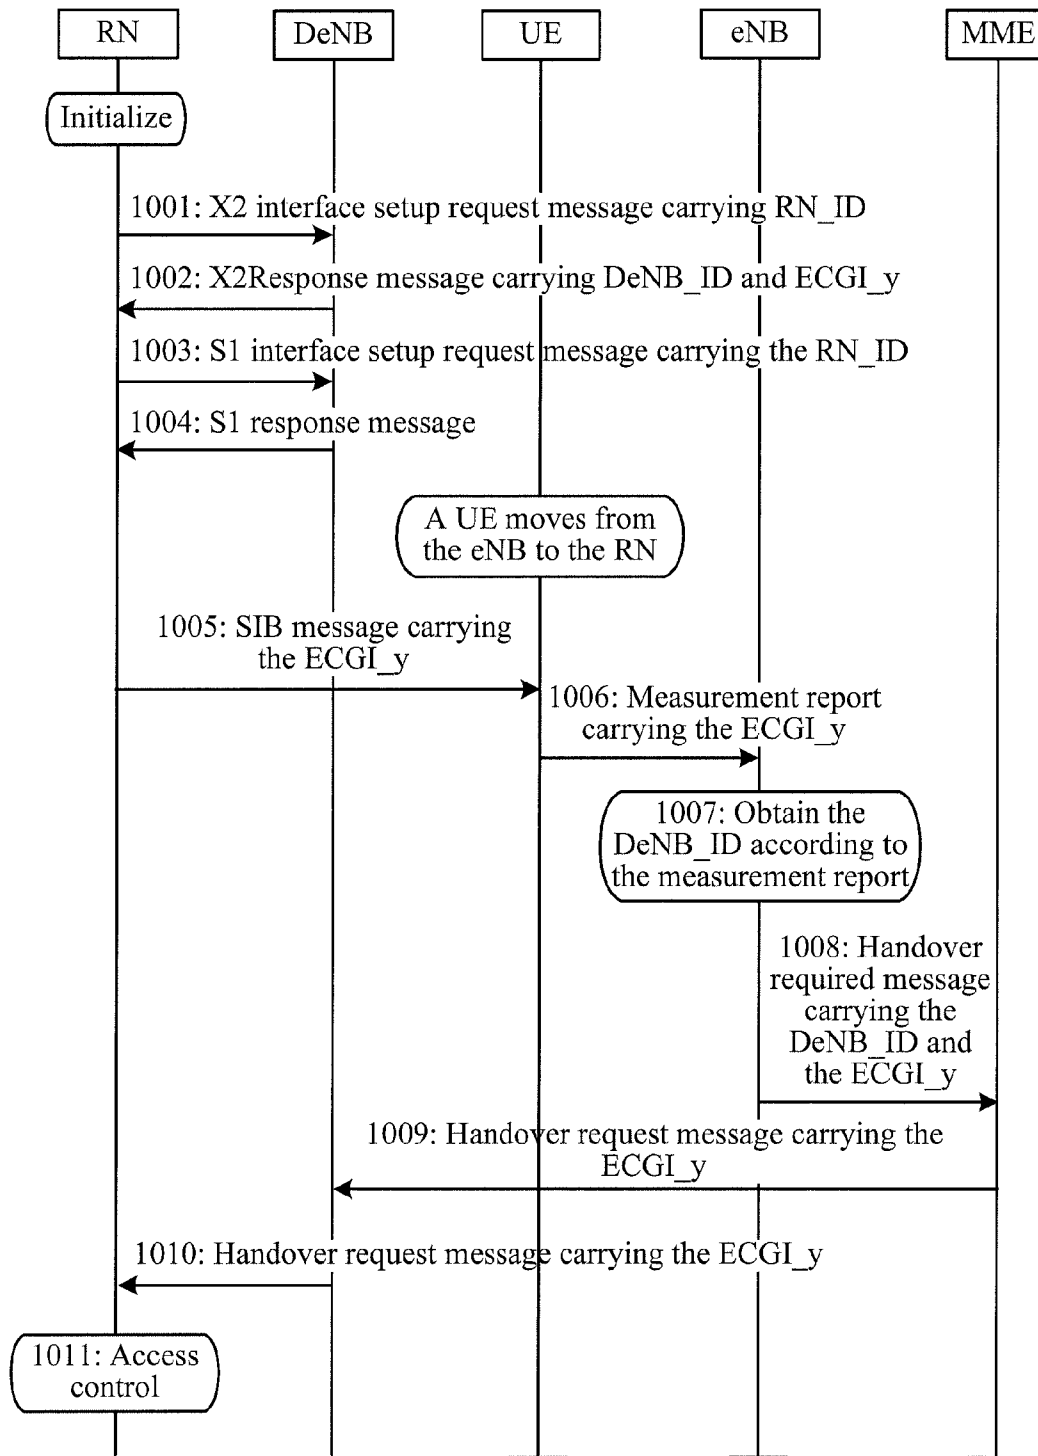 RN DeNB UE eNB MME
Initialize
1001: X2 interface setup request message carrying RN_ID
1002: X2Response message carrying DeNB_ID and ECGI_y
1003: S1 interface setup request message carrying the RN_ID
1004: S1 response message
A UE moves from
the eNB to the RN
1005: SIB message carrying
the ECGI_y
1006: Measurement report
carrying the ECGI_y
1007: Obtain the
DeNB_ID according to
the measurement report
1008: Handover
required message
carrying the
DeNB_ID and
the ECGI_y
1009: Handover request message carrying the
ECGI_y
1010: Handover request message carrying the ECGI_y
1011: Access
control